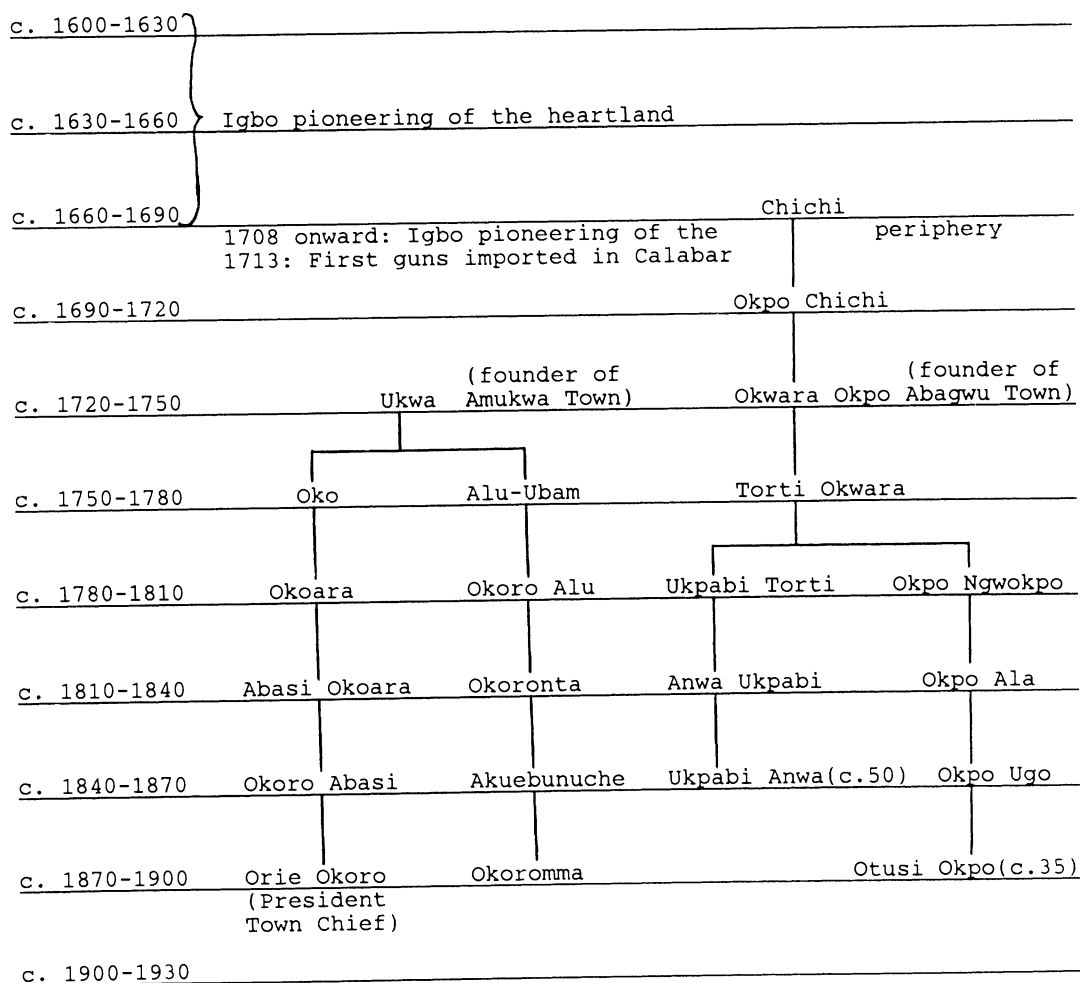 c. 1600-1630
c. 1630-1660 Igbo pioneering of the heartland
c. 1660-1690 Chichi
1708 onward: Igbo pioneering of the periphery
1713: First guns imported in Calabar
c. 1690-1720 Okpo Chichi
(founder of (founder of
c. 1720-1750 Ukwa Amukwa Town) Okwara Okpo Abagwu Town)
c. 1750-1780 Oko Alu-Ubam Torti Okwara
c. 1780-1810 Okoara Okoro Alu Ukpabi Torti Okpo Ngwokpo
c. 1810-1840 Abasi Okoara Okoronta Anwa Ukpabi Okpo Ala
c. 1840-1870 Okoro Abasi Akuebunuche Ukpabi Anwa(c.50) Okpo Ugo
c. 1870-1900 Orie Okoro Okoromma Otusi Okpo(c.35)
(President
Town Chief)
c. 1900-1930